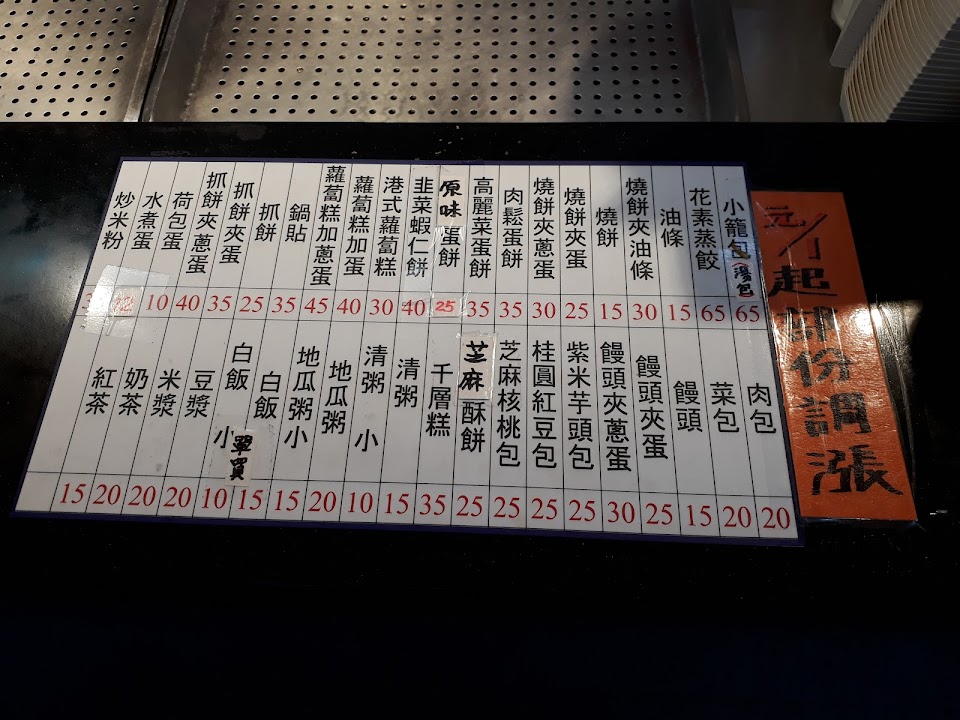 起部份調漲
小籠包(湯包) 65
花素蒸餃 65
油條 15
燒餅夾油條 30
燒餅 15
燒餅夾蛋 25
燒餅夾蔥蛋 30
肉鬆蛋餅 35
高麗菜蛋餅 35
原味蛋餅 25
韭菜蝦仁餅 40
港式蘿蔔糕 30
蘿蔔糕加蛋 40
蘿蔔糕加蔥蛋 45
鍋貼 35
抓餅 25
抓餅夾蛋 35
抓餅夾蔥蛋 40
荷包蛋 10
水煮蛋
炒米粉
肉包 20
菜包 20
饅頭 15
饅頭夾蛋 25
饅頭夾蔥蛋 30
紫米芋頭包 25
桂圓紅豆包 25
芝麻核桃包 25
芝麻酥餅 25
千層糕 35
清粥 15
清粥 小 10
地瓜粥 20
地瓜粥小 15
白飯 15
白飯 小 單買 10
豆漿 20
米漿 20
奶茶 20
紅茶 15